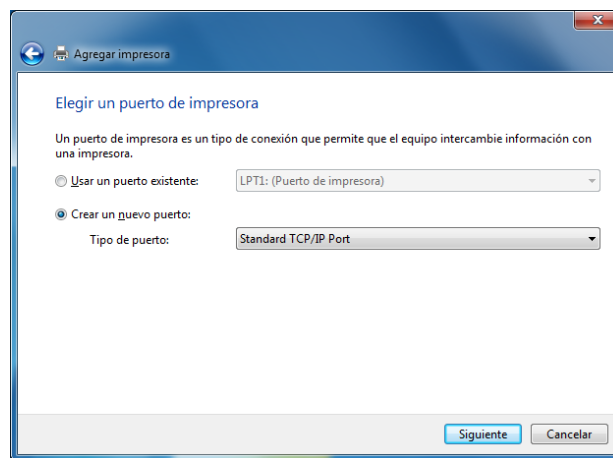 Agregar impresora
Elegir un puerto de impresora
Un puerto de impresora es un tipo de conexión que permite que el equipo intercambie información con
una impresora.
Usar un puerto existente: LPT1: (Puerto de impresora)
Crear un nuevo puerto:
Tipo de puerto: Standard TCP/IP Port
Siguiente Cancelar